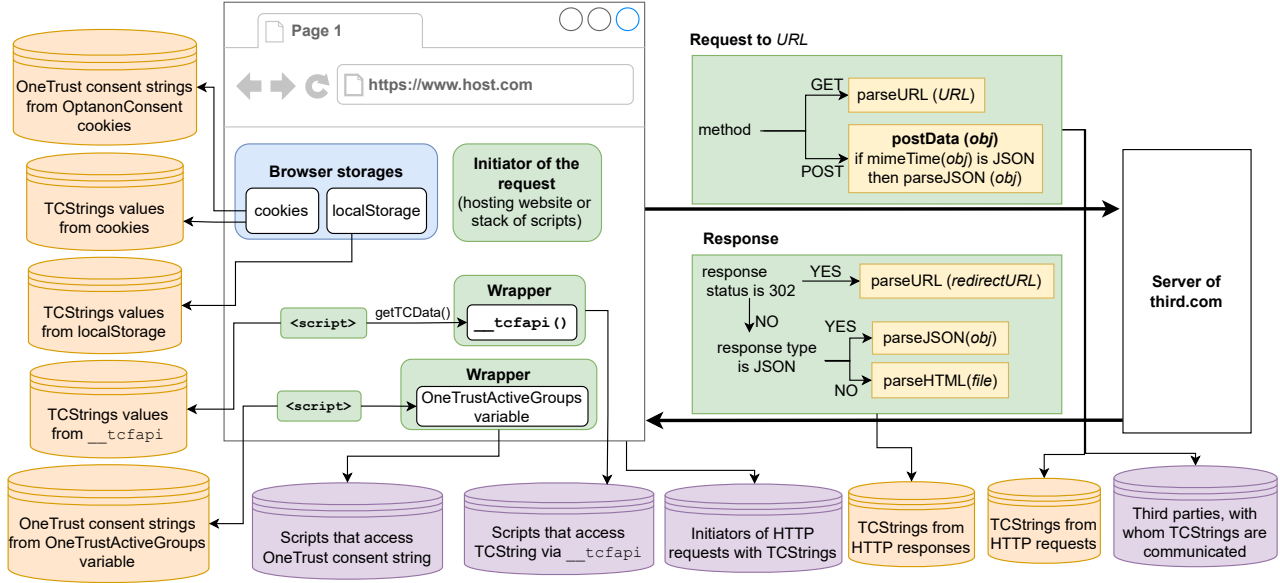 Page 1
https://www.host.com
OneTrust consent strings
from OptanonConsent
cookies
TCStrings values
from cookies
TCStrings values
from localStorage
TCStrings values
from __tcfapi
OneTrust consent strings
from OneTrustActiveGroups
variable
Browser storages
cookies
localStorage
Initiator of the
request
(hosting website or
stack of scripts)
<script>
getTCData()
Wrapper
__tcfapi()
<script>
Wrapper
OneTrustActiveGroups
variable
Request to URL
method
GET
parseURL (URL)
POST
postData (obj)
if mimeTime(obj) is JSON
then parseJSON (obj)
Response
response
status is 302
YES
parseURL (redirectURL)
NO
response type
is JSON
YES
parseJSON(obj)
NO
parseHTML(file)
Server of
third.com
Scripts that access
OneTrust consent string
Scripts that access
TCString via __tcfapi
Initiators of HTTP
requests with TCStrings
TCStrings from
HTTP responses
TCStrings from
HTTP requests
Third parties, with
whom TCStrings are
communicated